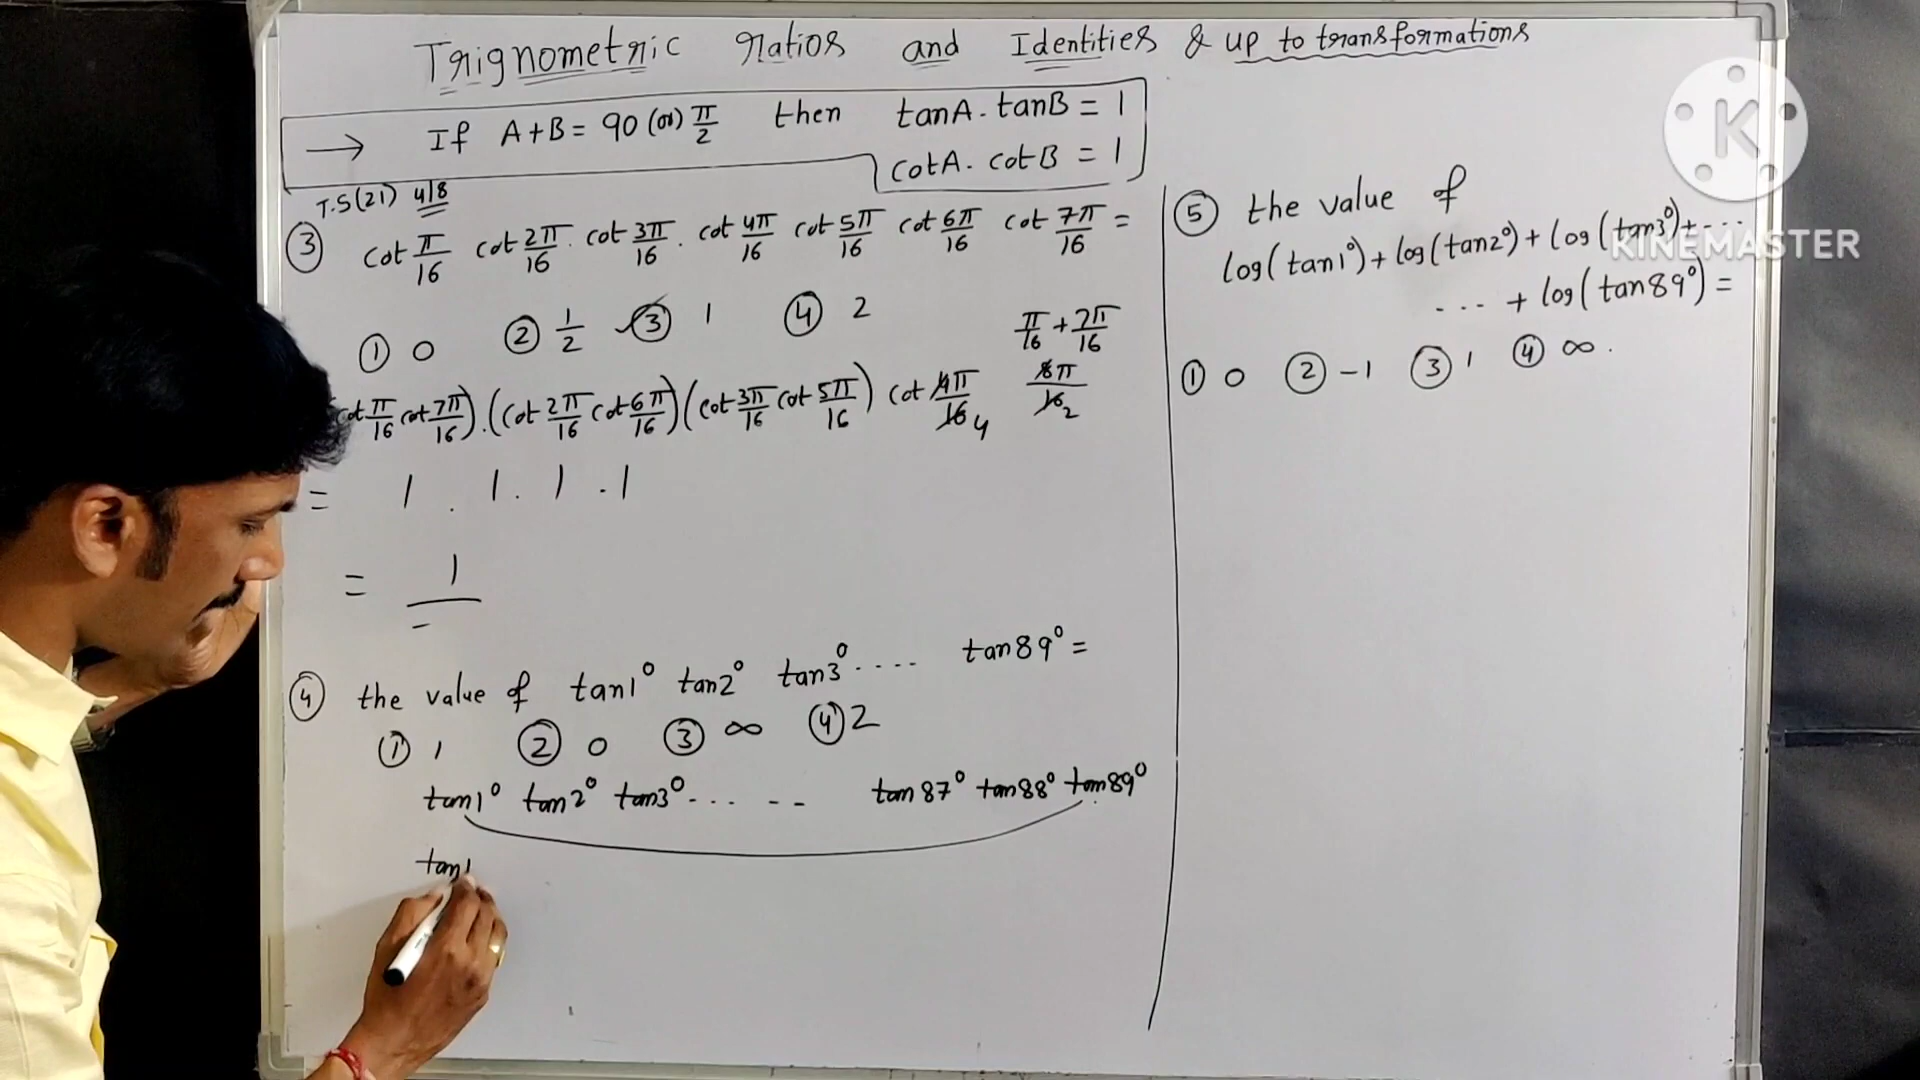 Trignometric ratios and Identities & up to transformations
→ If A+B = 90 (or) π/2 then tanA . tanB = 1
cotA . cotB = 1
T.S(21) 4/8
③ cot π/16 cot 2π/16 . cot 3π/16 . cot 4π/16 cot 5π/16 cot 6π/16 cot 7π/16 =
① 0 ② 1/2 ③ 1 ④ 2
π/16 + 7π/16
cot π/16 cot 7π/16) . (cot 2π/16 cot 6π/16) (cot 3π/16 cot 5π/16) cot 4π/16 4
8π/16 2
= 1 . 1 . 1 . 1
= 1
④ the value of tan1° tan2° tan3° .... tan89° =
① 1 ② 0 ③ ∞ ④ 2
tan1° tan2° tan3° ... -- tan87° tan88° tan89°
tan1
⑤ the value of
log(tan1°) + log(tan2°) + log(tan3°) + ...
... + log(tan89°) =
① 0 ② -1 ③ 1 ④ ∞ .
K
KINEMASTER